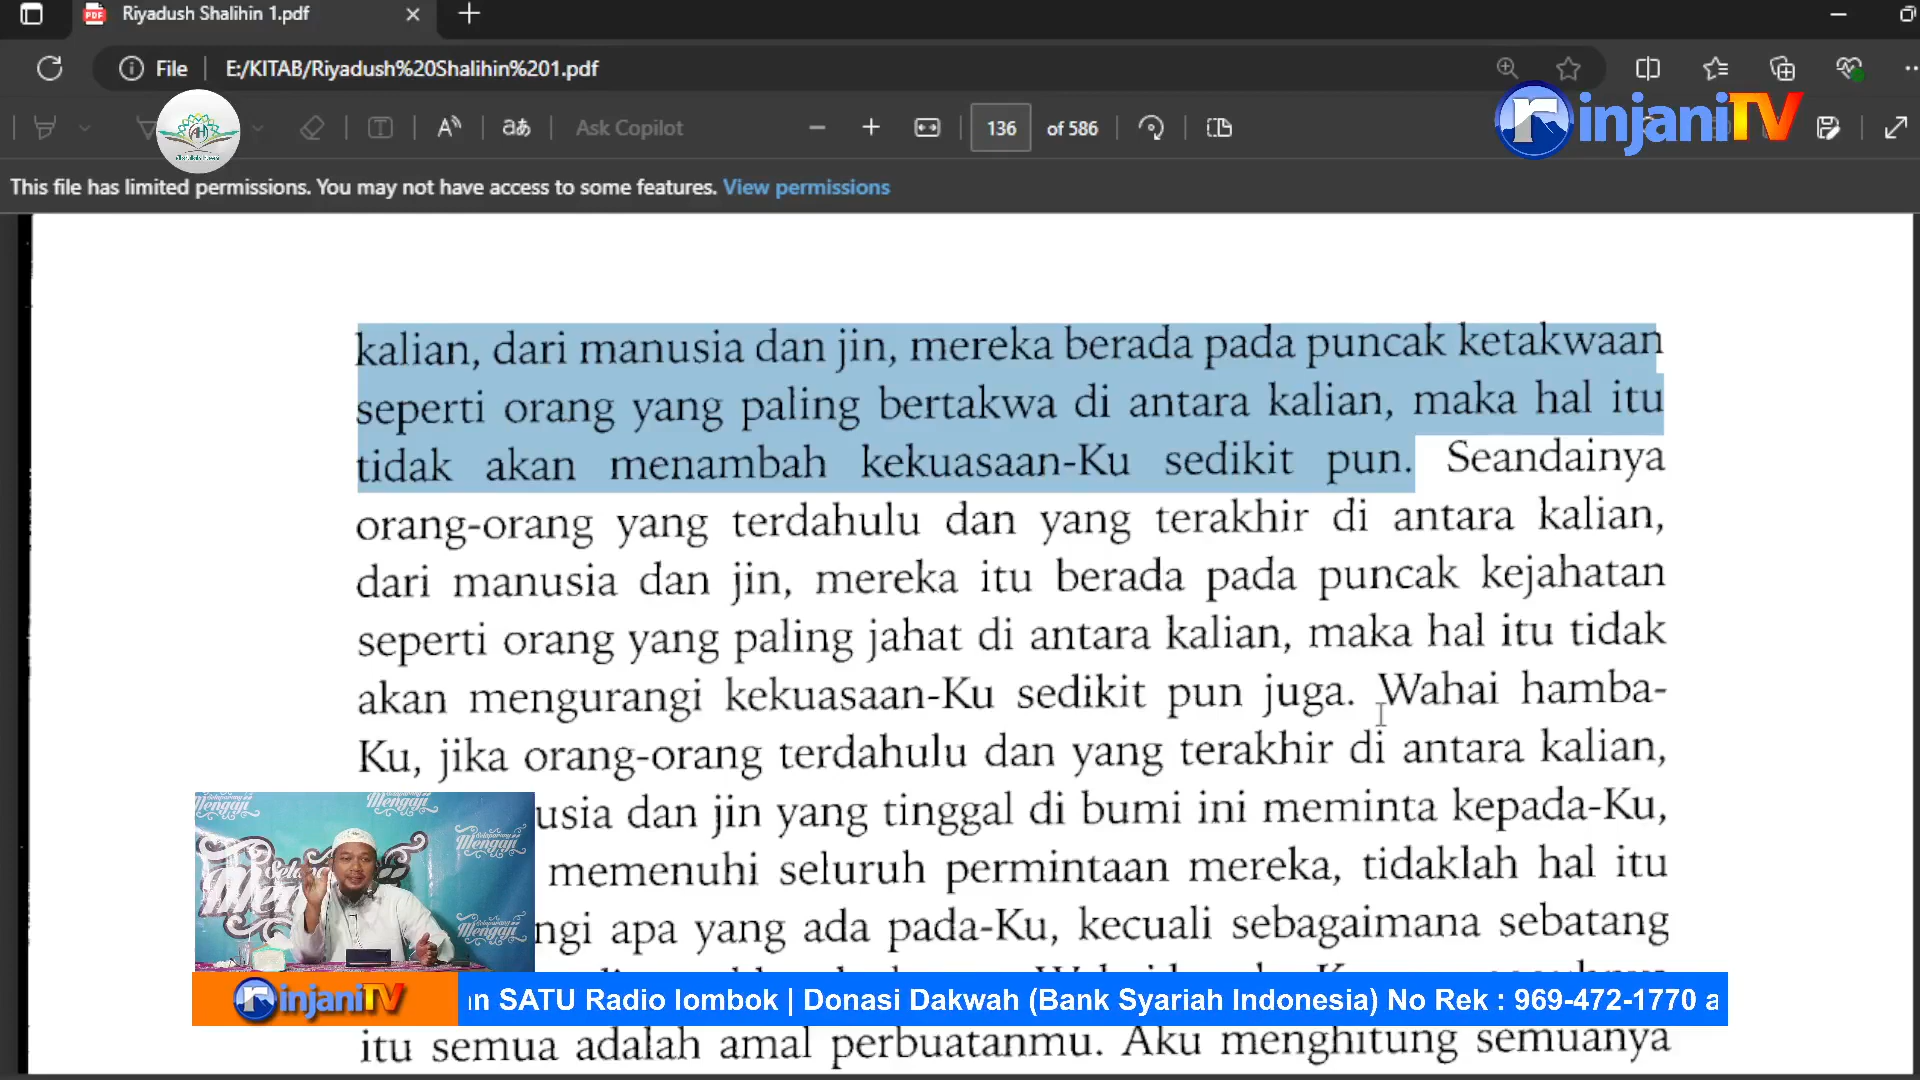 Riyadush Shalihin 1.pdf
File
E:/KITAB/Riyadush%20Shalihin%201.pdf
Ask Copilot
136
of 586
rinjaniTV
This file has limited permissions. You may not have access to some features. View permissions
kalian, dari manusia dan jin, mereka berada pada puncak ketakwaan
seperti orang yang paling bertakwa di antara kalian, maka hal itu
tidak akan menambah kekuasaan-Ku sedikit pun. Seandainya
orang-orang yang terdahulu dan yang terakhir di antara kalian,
dari manusia dan jin, mereka itu berada pada puncak kejahatan
seperti orang yang paling jahat di antara kalian, maka hal itu tidak
akan mengurangi kekuasaan-Ku sedikit pun juga. Wahai hamba-
Ku, jika orang-orang terdahulu dan yang terakhir di antara kalian,
usia dan jin yang tinggal di bumi ini meminta kepada-Ku,
memenuhi seluruh permintaan mereka, tidaklah hal itu
ngi apa yang ada pada-Ku, kecuali sebagaimana sebatang
Mengaji
Mengaji
Selaparang
Mengaji
Mengaji
rinjaniTV
an SATU Radio lombok | Donasi Dakwah (Bank Syariah Indonesia) No Rek : 969-472-1770 a
itu semua adalah amal perbuatanmu. Aku menghitung semuanya